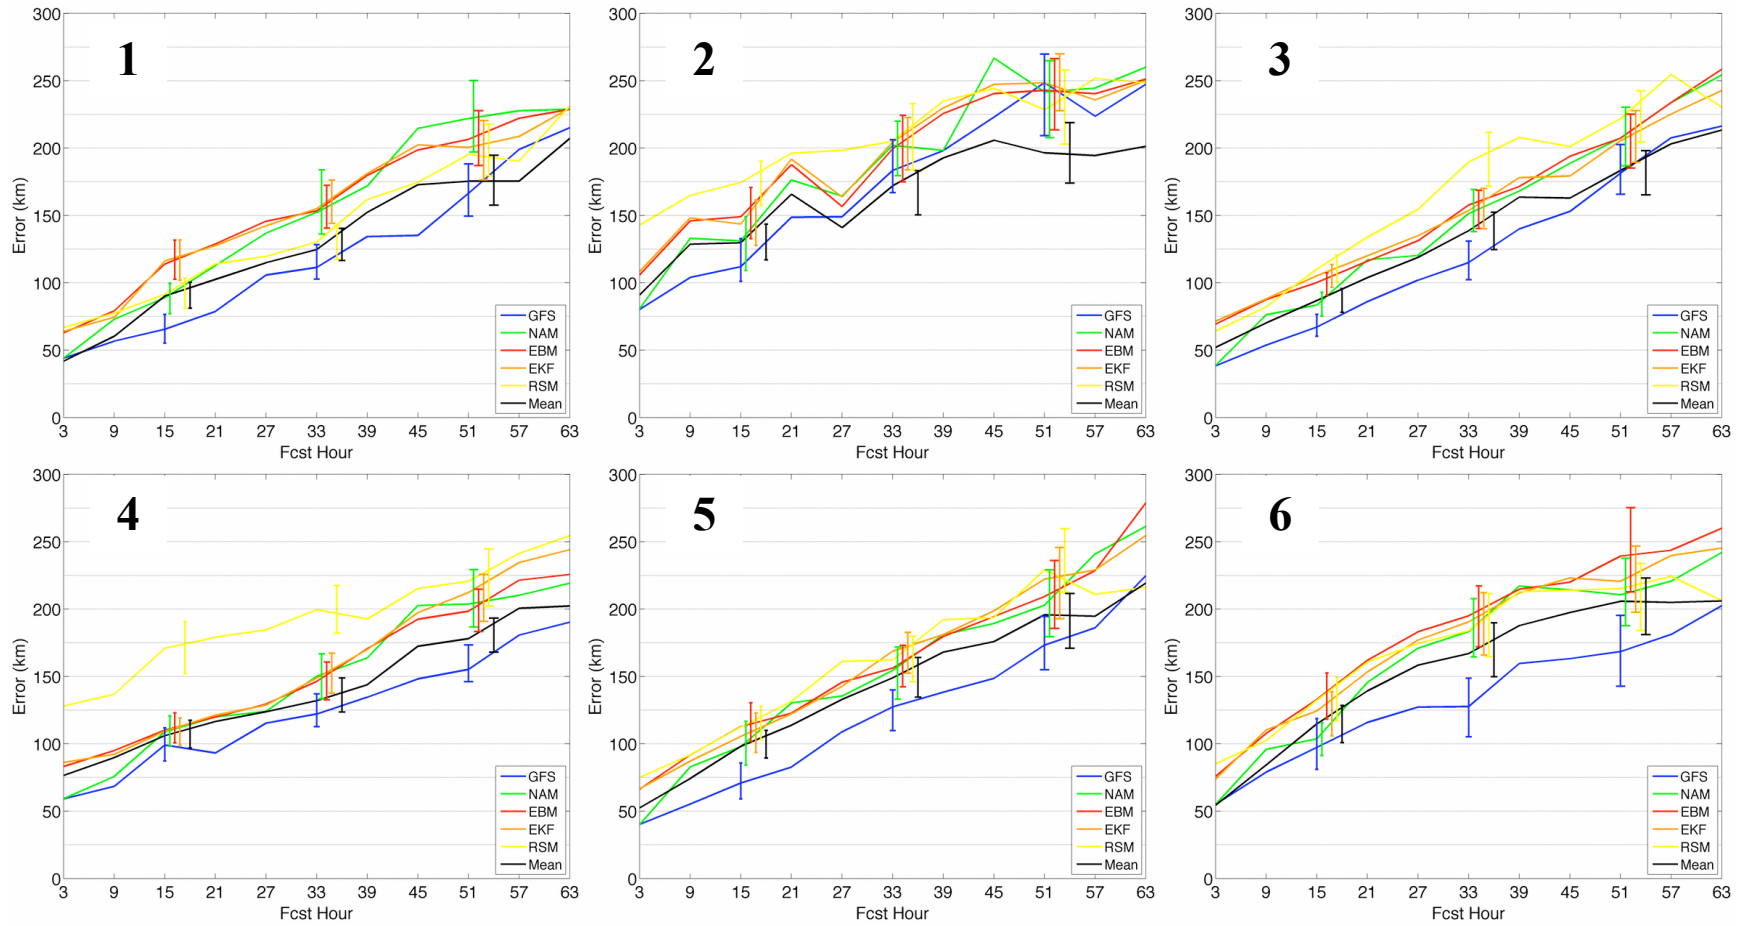 1
300
250
200
150
100
50
0
Error (km)
3 9 15 21 27 33 39 45 51 57 63
Fcst Hour
GFS
NAM
EBM
EKF
RSM
Mean
2
300
250
200
150
100
50
0
Error (km)
3 9 15 21 27 33 39 45 51 57 63
Fcst Hour
GFS
NAM
EBM
EKF
RSM
Mean
3
300
250
200
150
100
50
0
Error (km)
3 9 15 21 27 33 39 45 51 57 63
Fcst Hour
GFS
NAM
EBM
EKF
RSM
Mean
4
300
250
200
150
100
50
0
Error (km)
3 9 15 21 27 33 39 45 51 57 63
Fcst Hour
GFS
NAM
EBM
EKF
RSM
Mean
5
300
250
200
150
100
50
0
Error (km)
3 9 15 21 27 33 39 45 51 57 63
Fcst Hour
GFS
NAM
EBM
EKF
RSM
Mean
6
300
250
200
150
100
50
0
Error (km)
3 9 15 21 27 33 39 45 51 57 63
Fcst Hour
GFS
NAM
EBM
EKF
RSM
Mean